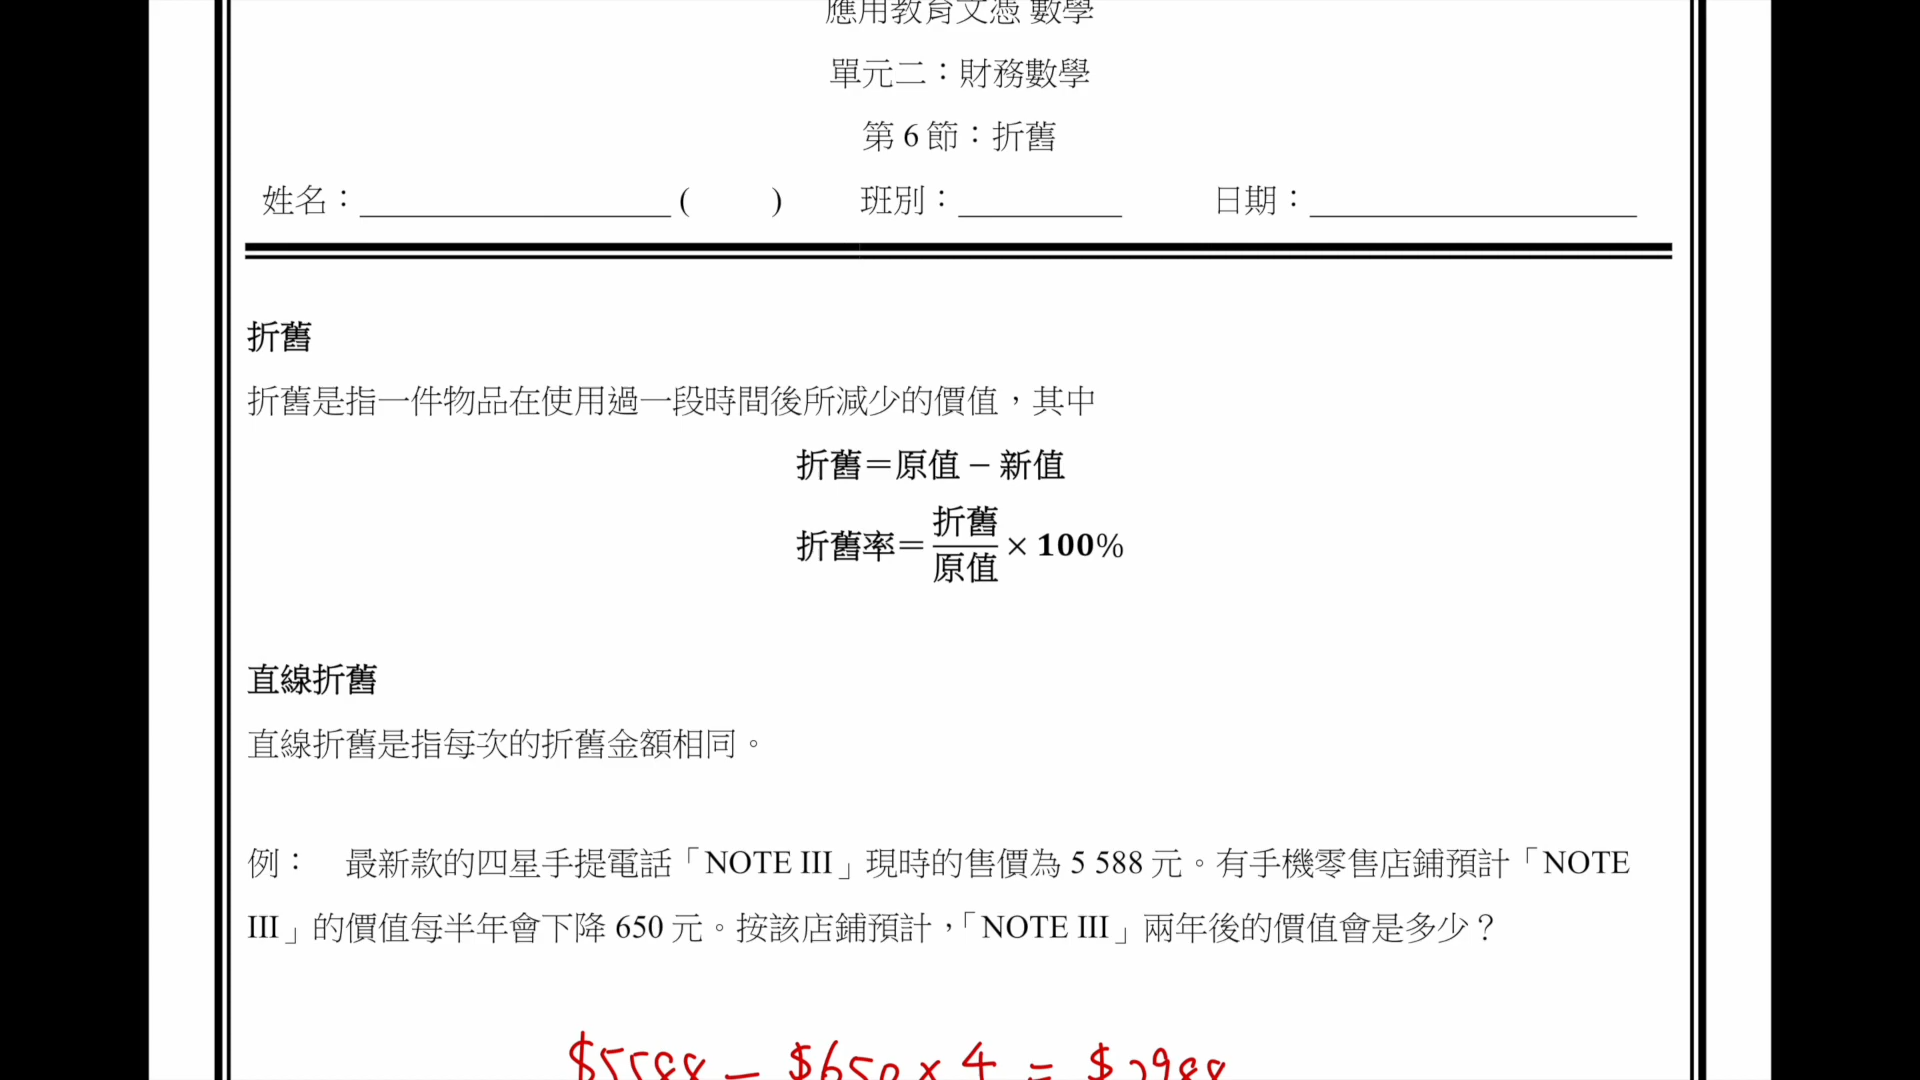 應用教育文憑 數學
單元二：財務數學
第 6 節：折舊
姓名：___________________ (　　) 班別：__________ 日期：____________________
折舊
折舊是指一件物品在使用過一段時間後所減少的價值，其中
折舊＝原值 − 新值
折舊率＝折舊/原值 × 100%
直線折舊
直線折舊是指每次的折舊金額相同。
例： 最新款的四星手提電話「NOTE III」現時的售價為 5 588 元。有手機零售店鋪預計「NOTE
III」的價值每半年會下降 650 元。按該店鋪預計，「NOTE III」兩年後的價值會是多少？
$5588 − $650 × 4 = $2988